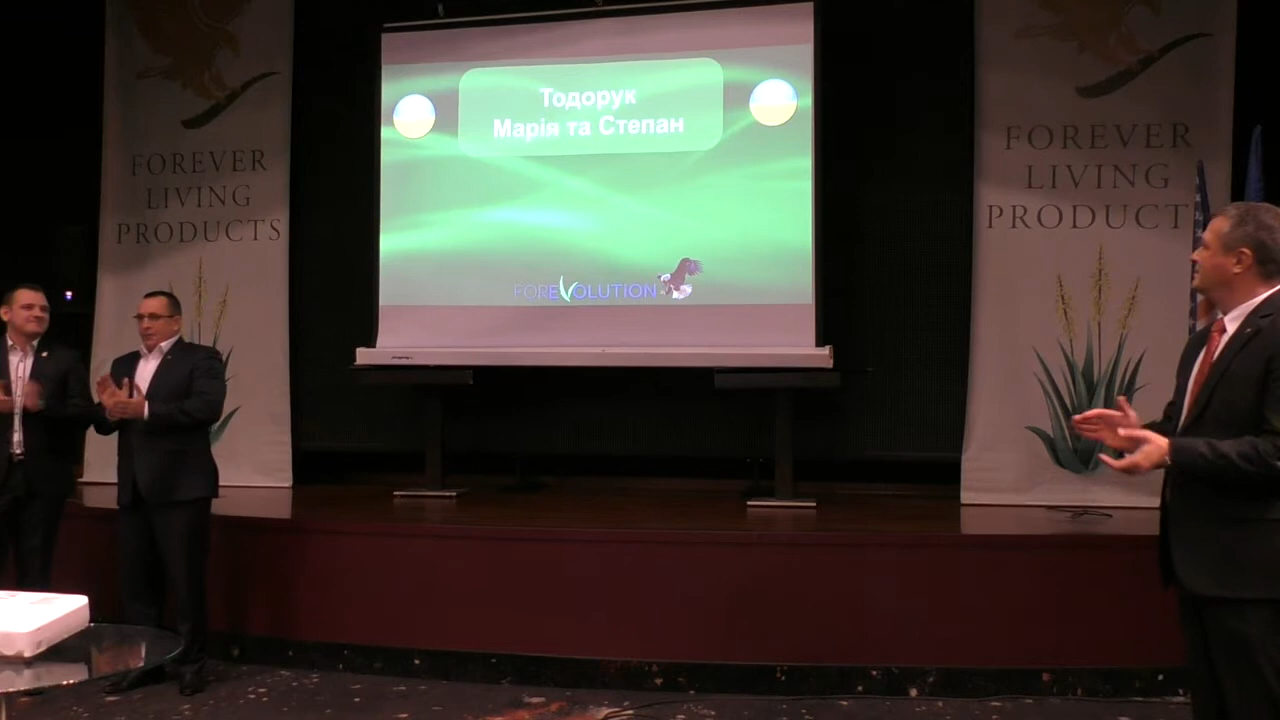 Тодорук
Марія та Степан
FOREVOLUTION
FOREVER
LIVING
PRODUCTS
FOREVER
LIVING
PRODUCT